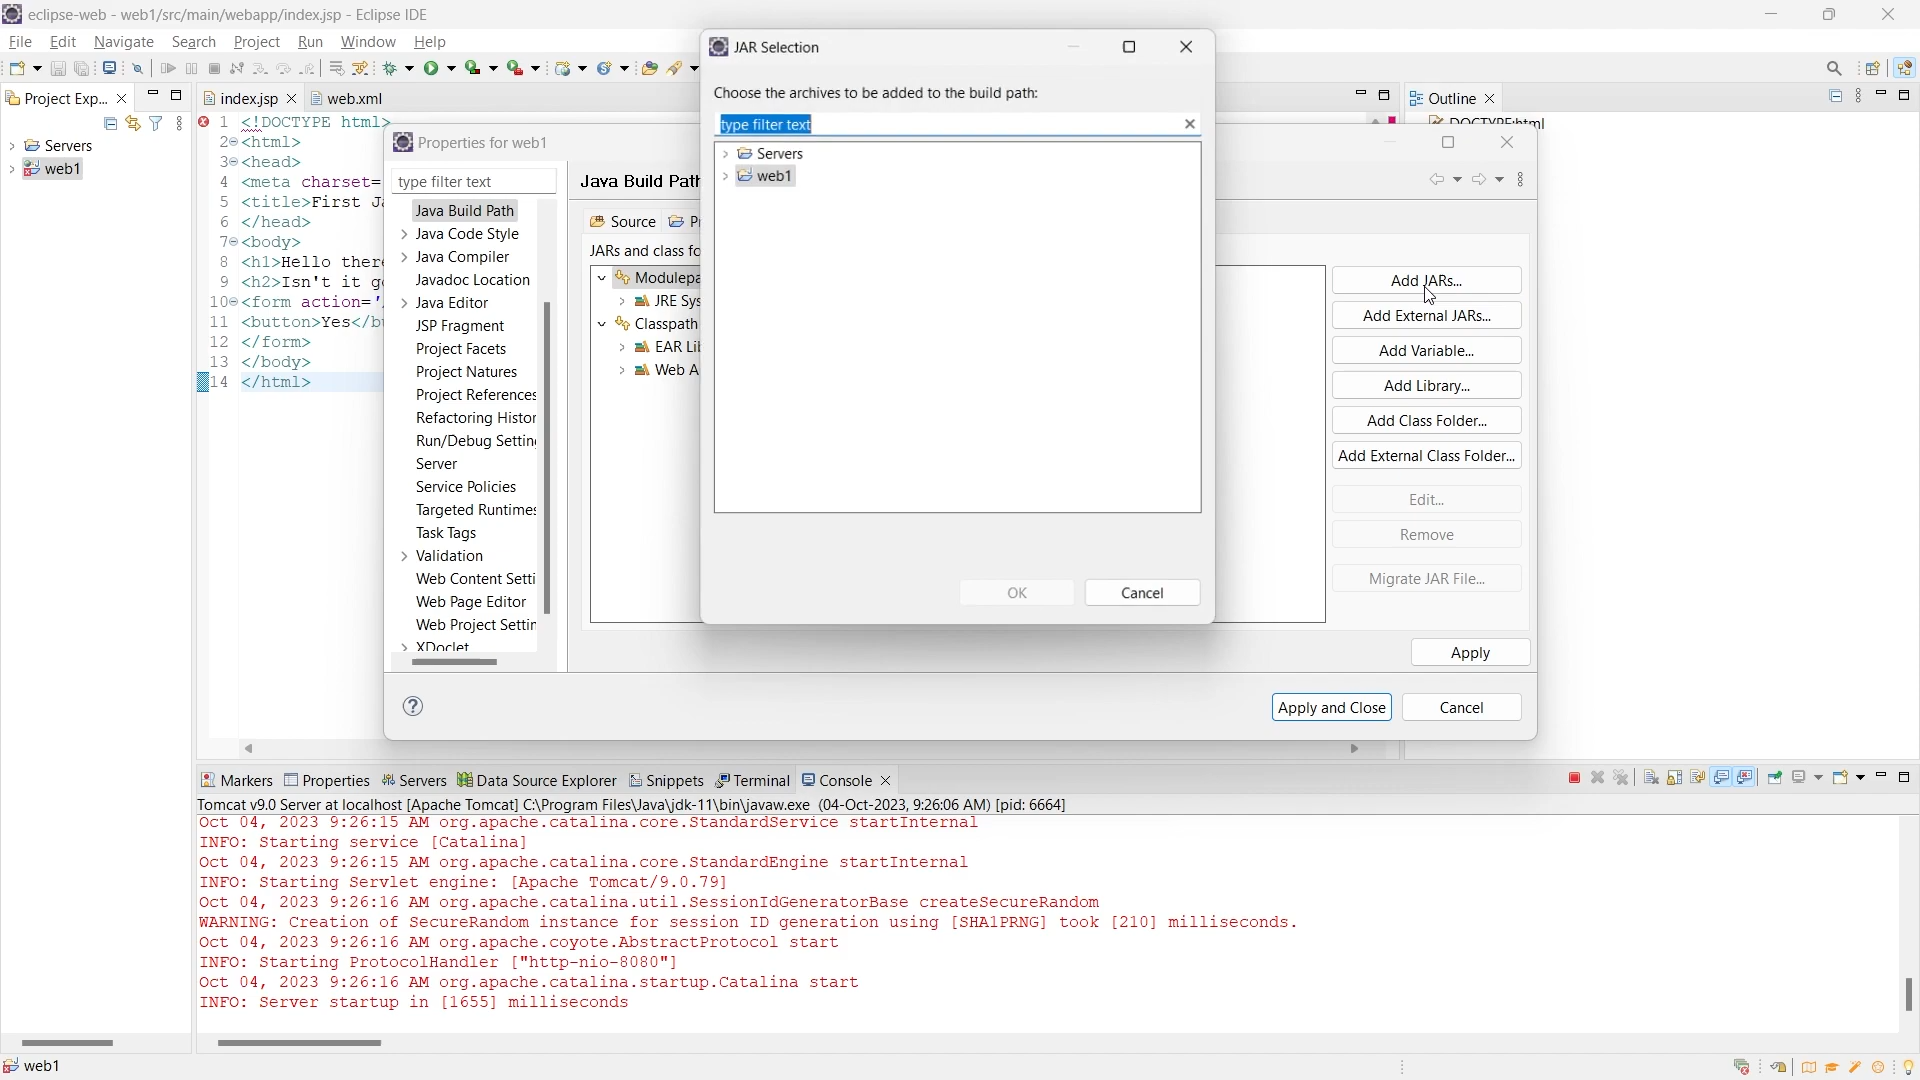 eclipse-web - web1/src/main/webapp/index.jsp - Eclipse IDE
File Edit Navigate Search Project Run Window Help
Project Exp...
Servers
web1
index.jsp web.xml
1 <!DOCTYPE html>
2 <html>
3 <head>
4 <meta charset=
5 <title>First
6 </head>
7 <body>
8 <h1>Hello there
9 <h2>Isn't it
10 <form action="
11 <button>Yes</b
12 </form>
13 </body>
14 </html>
Outline
DOCTYPE:html
Properties for web1
type filter text
Java Build Path
Java Code Style
Java Compiler
Javadoc Location
Java Editor
JSP Fragment
Project Facets
Project Natures
Project References
Refactoring Histor
Run/Debug Settin
Server
Service Policies
Targeted Runtimes
Task Tags
Validation
Web Content Setti
Web Page Editor
Web Project Settin
XDoclet
Java Build Path
Source
JARs and class fo
Modulepa
JRE Sys
Classpath
EAR Li
Web A
JAR Selection
Choose the archives to be added to the build path:
type filter text
Servers
web1
OK Cancel
Add JARs...
Add External JARs...
Add Variable...
Add Library...
Add Class Folder...
Add External Class Folder...
Edit...
Remove
Migrate JAR File...
Apply
Apply and Close Cancel
Markers Properties Servers Data Source Explorer Snippets Terminal Console
Tomcat v9.0 Server at localhost [Apache Tomcat] C:\Program Files\Java\jdk-11\bin\javaw.exe (04-Oct-2023, 9:26:06 AM) [pid: 6664]
Oct 04, 2023 9:26:15 AM org.apache.catalina.core.StandardService startInternal
INFO: Starting service [Catalina]
Oct 04, 2023 9:26:15 AM org.apache.catalina.core.StandardEngine startInternal
INFO: Starting Servlet engine: [Apache Tomcat/9.0.79]
Oct 04, 2023 9:26:16 AM org.apache.catalina.util.SessionIdGeneratorBase createSecureRandom
WARNING: Creation of SecureRandom instance for session ID generation using [SHA1PRNG] took [210] milliseconds.
Oct 04, 2023 9:26:16 AM org.apache.coyote.AbstractProtocol start
INFO: Starting ProtocolHandler ["http-nio-8080"]
Oct 04, 2023 9:26:16 AM org.apache.catalina.startup.Catalina start
INFO: Server startup in [1655] milliseconds
web1